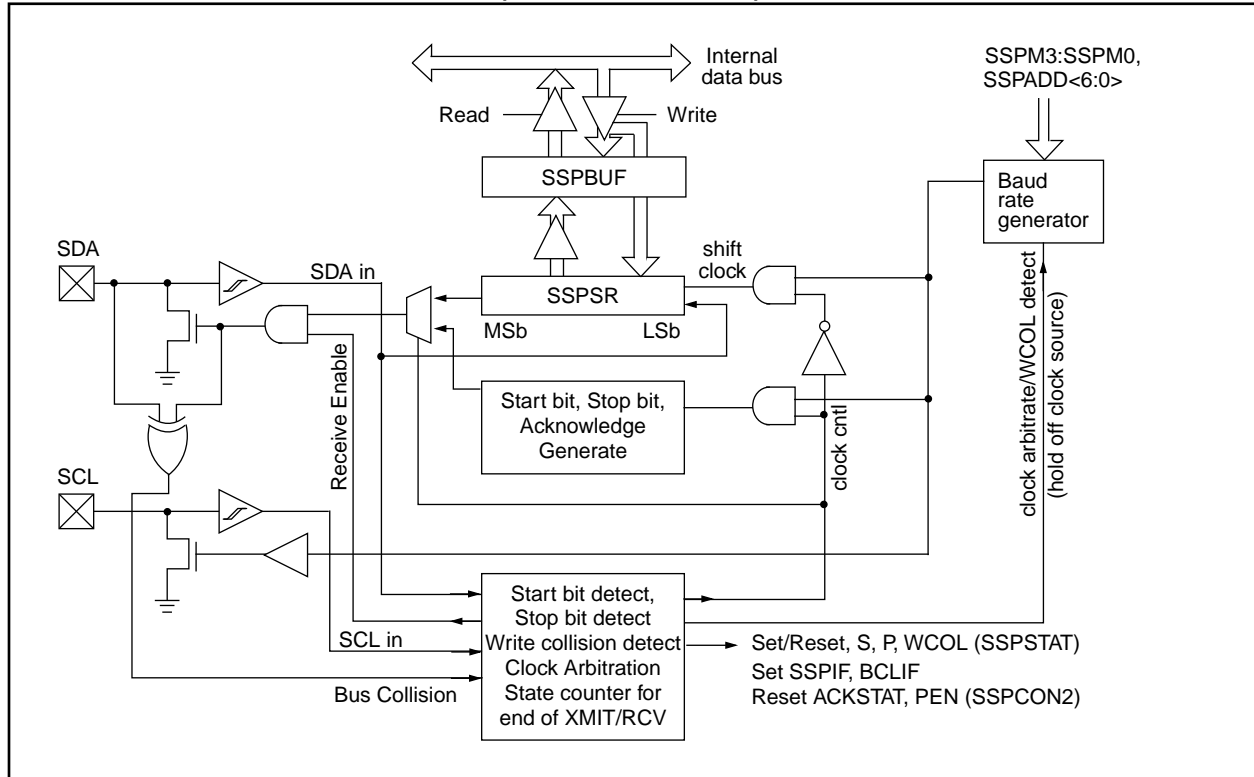 Internal
data bus
SSPM3:SSPM0,
SSPADD<6:0>
Read
Write
SSPBUF
Baud
rate
generator
SDA
SDA in
shift
clock
SSPSR
MSb
LSb
Receive Enable
Start bit, Stop bit,
Acknowledge
Generate
clock cntl
clock arbitrate/WCOL detect
(hold off clock source)
SCL
SCL in
Bus Collision
Start bit detect,
Stop bit detect
Write collision detect
Clock Arbitration
State counter for
end of XMIT/RCV
Set/Reset, S, P, WCOL (SSPSTAT)
Set SSPIF, BCLIF
Reset ACKSTAT, PEN (SSPCON2)